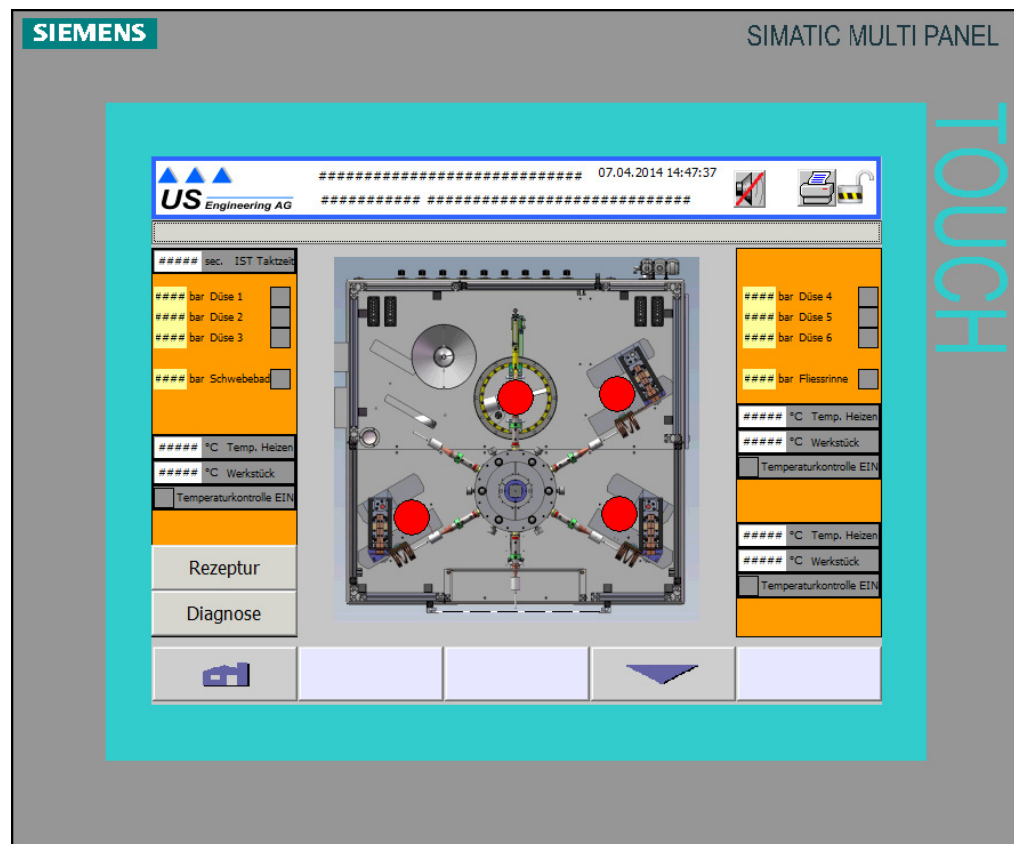 SIEMENS
SIMATIC MULTI PANEL
TOUCH
############################# 07.04.2014 14:47:37
US Engineering AG
########### #############################
##### sec. IST Taktzeit
#### bar Düse 1
#### bar Düse 2
#### bar Düse 3
#### bar Schwebebad
##### °C Temp. Heizen
##### °C Werkstück
Temperaturkontrolle EIN
Rezeptur
Diagnose
#### bar Düse 4
#### bar Düse 5
#### bar Düse 6
#### bar Fliessrinne
##### °C Temp. Heizen
##### °C Werkstück
Temperaturkontrolle EIN
##### °C Temp. Heizen
##### °C Werkstück
Temperaturkontrolle EIN